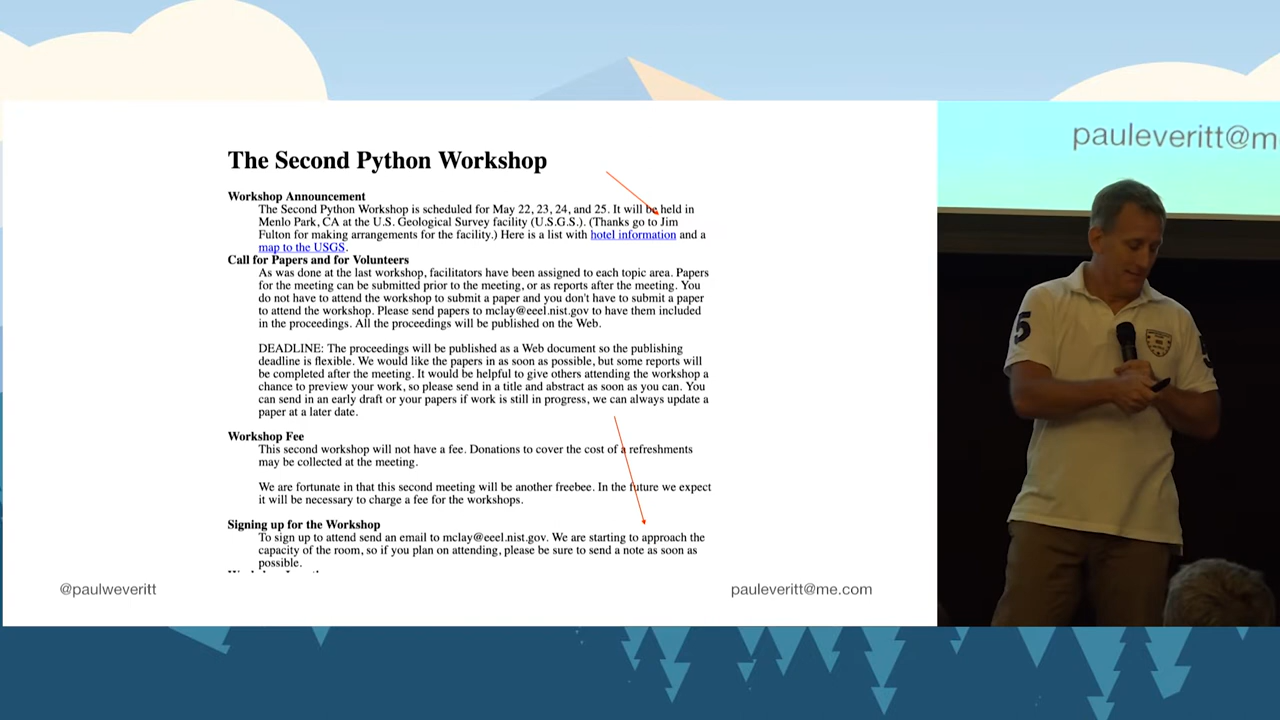 The Second Python Workshop
Workshop Announcement
The Second Python Workshop is scheduled for May 22, 23, 24, and 25. It will be held in
Menlo Park, CA at the U.S. Geological Survey facility (U.S.G.S.). (Thanks go to Jim
Fulton for making arrangements for the facility.) Here is a list with hotel information and a
map to the USGS.
Call for Papers and for Volunteers
As was done at the last workshop, facilitators have been assigned to each topic area. Papers
for the meeting can be submitted prior to the meeting, or as reports after the meeting. You
do not have to attend the workshop to submit a paper and you don't have to submit a paper
to attend the workshop. Please send papers to mclay@eeel.nist.gov to have them included
in the proceedings. All the proceedings will be published on the Web.
DEADLINE: The proceedings will be published as a Web document so the publishing
deadline is flexible. We would like the papers in as soon as possible, but some reports will
be completed after the meeting. It would be helpful to give others attending the workshop a
chance to preview your work, so please send in a title and abstract as soon as you can. You
can send in an early draft or your papers if work is still in progress, we can always update a
paper at a later date.
Workshop Fee
This second workshop will not have a fee. Donations to cover the cost of a refreshments
may be collected at the meeting.
We are fortunate in that this second meeting will be another freebee. In the future we expect
it will be necessary to charge a fee for the workshops.
Signing up for the Workshop
To sign up to attend send an email to mclay@eeel.nist.gov. We are starting to approach the
capacity of the room, so if you plan on attending, please be sure to send a note as soon as
possible.
@paulweveritt
paulweveritt@me.com
pauleveritt@m
5